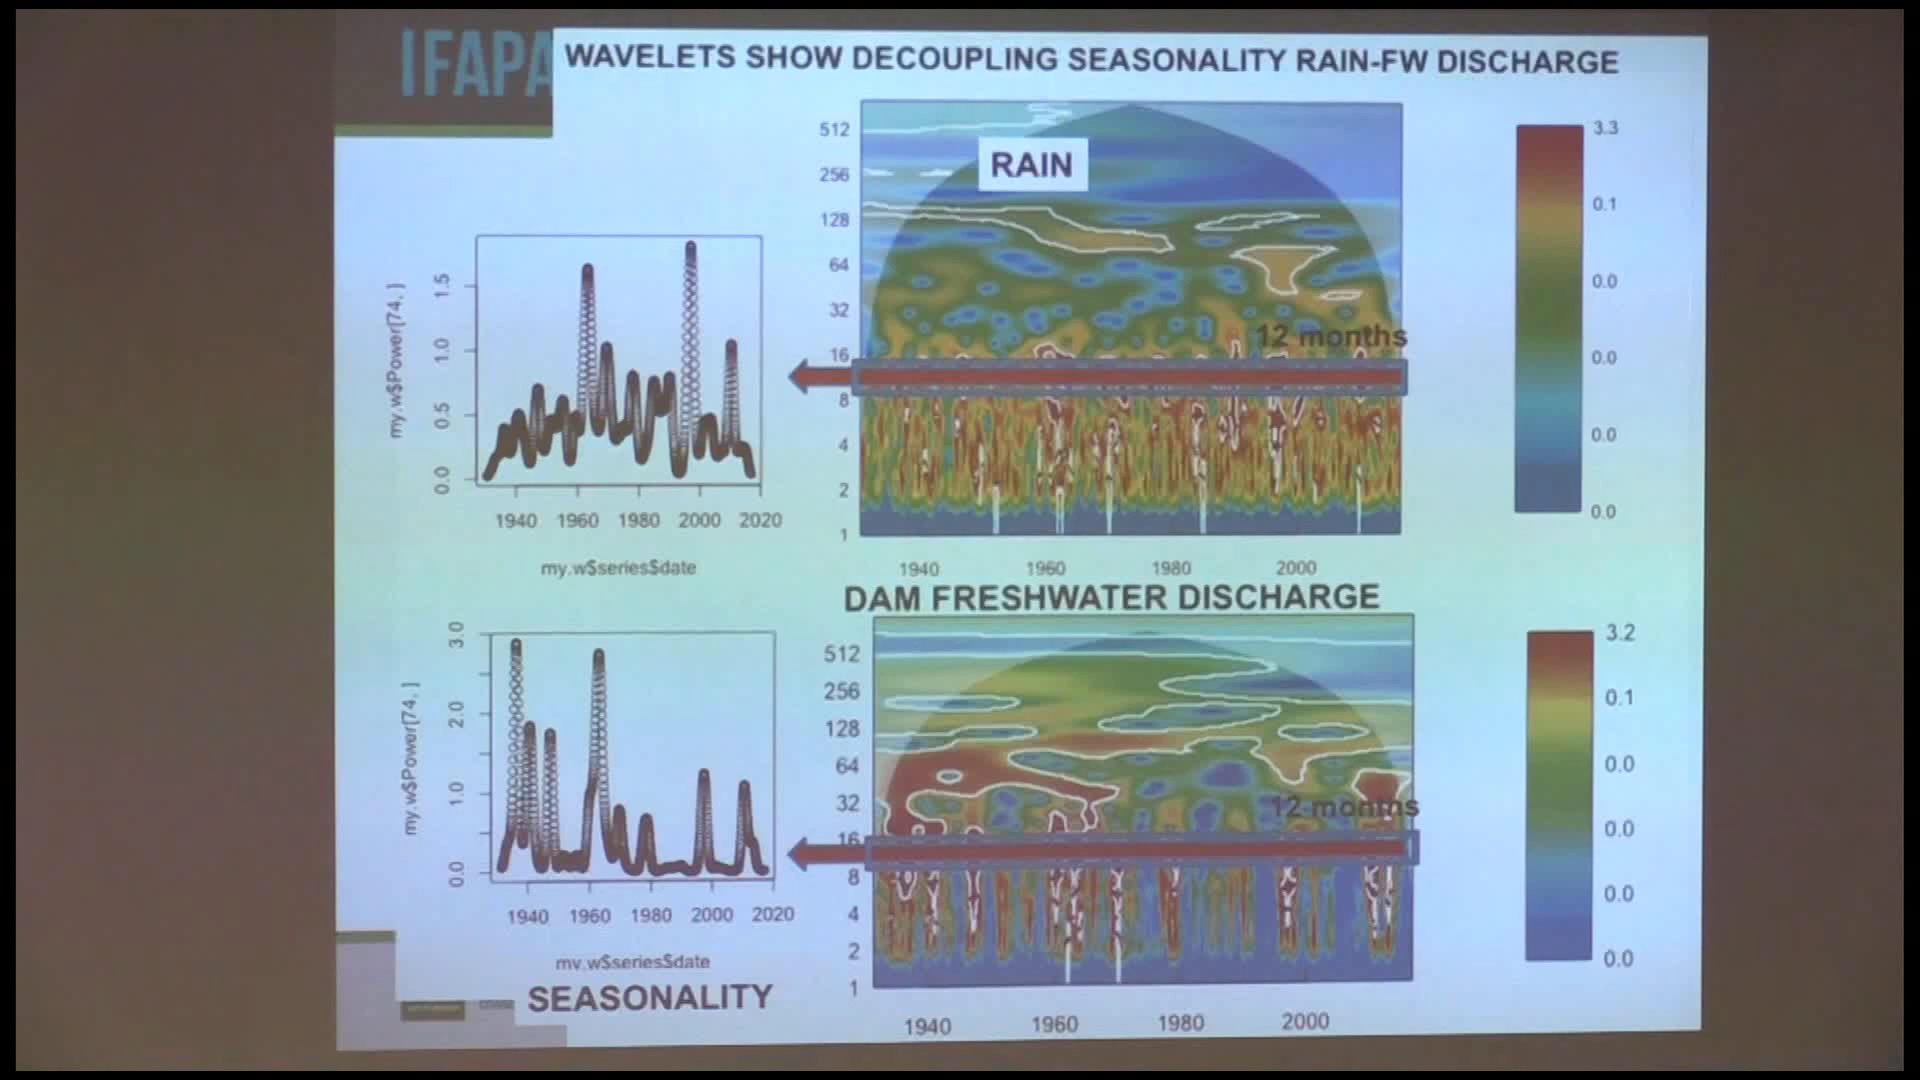 IFAPA
WAVELETS SHOW DECOUPLING SEASONALITY RAIN-FW DISCHARGE
my.w$Power[74, ]
1.5
1.0
0.5
0.0
1940 1960 1980 2000 2020
my.w$series$date
RAIN
512
256
128
64
32
16
8
4
2
1
12 months
1940 1960 1980 2000
3.3
0.1
0.0
0.0
0.0
0.0
DAM FRESHWATER DISCHARGE
my.w$Power[74, ]
3.0
2.0
1.0
0.0
1940 1960 1980 2000 2020
my.w$series$date
SEASONALITY
512
256
128
64
32
16
8
4
2
1
12 months
1940 1960 1980 2000
3.2
0.1
0.0
0.0
0.0
0.0